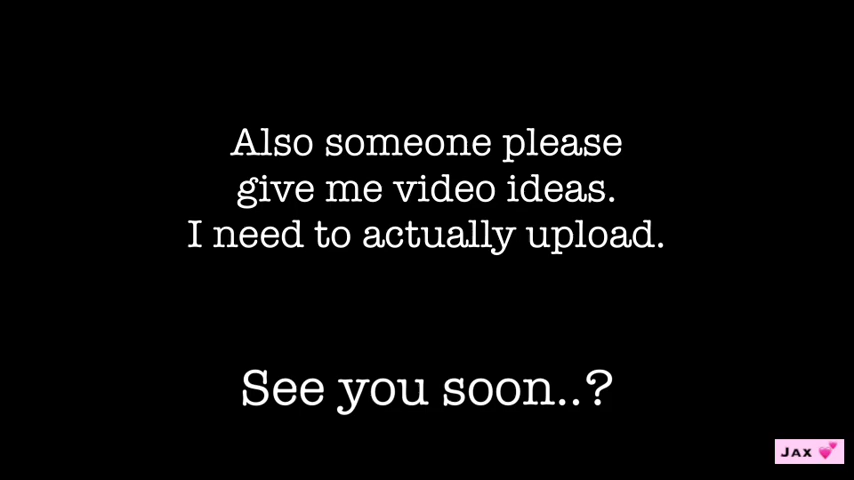 Also someone please
give me video ideas.
I need to actually upload.
See you soon..?
Jax 💕